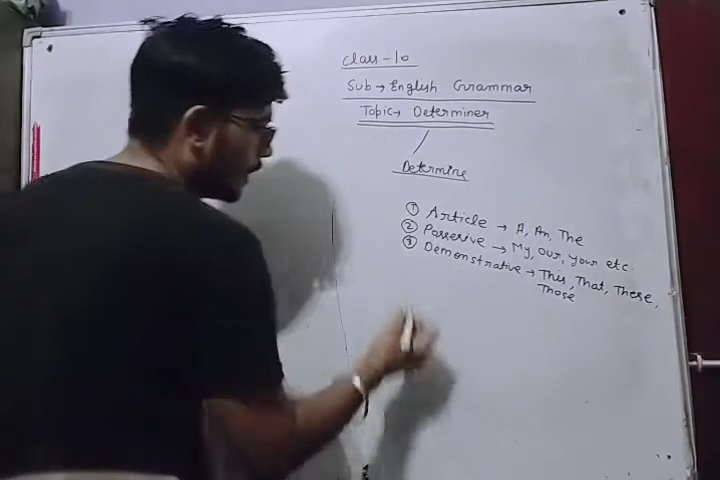 Class-10
Sub → English Grammar
Topic → Determiner
Determine
① Article → A, An, The
② Possesive → My, our, your etc.
③ Demonstrative → This, That, These,
Those